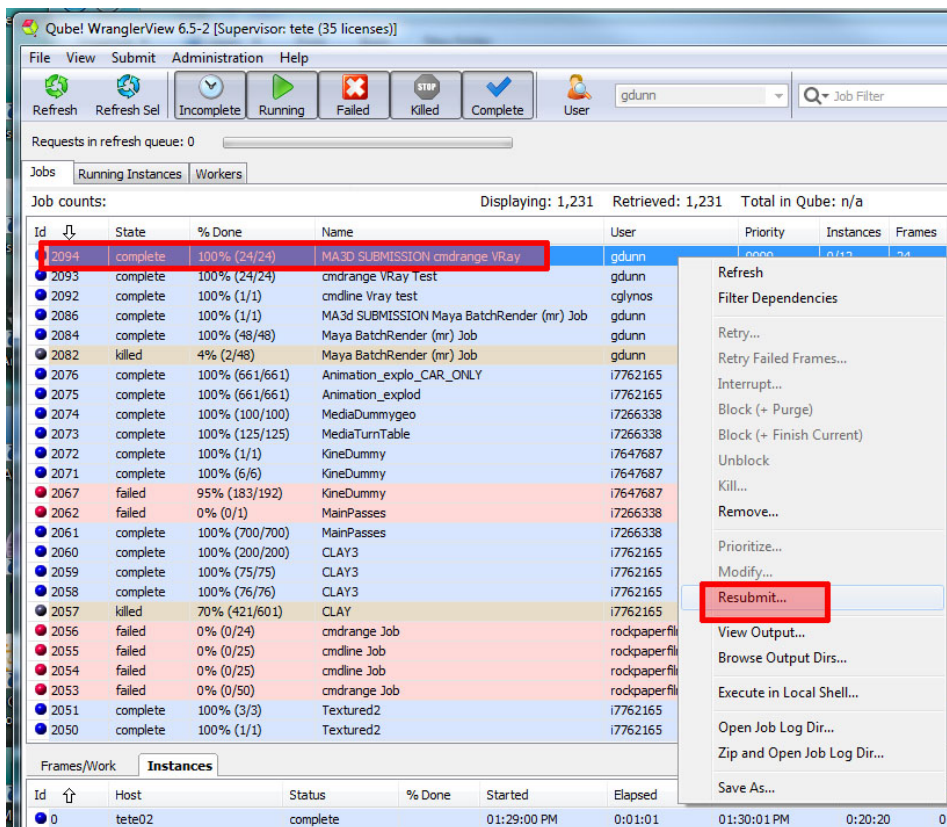 Qube! WranglerView 6.5-2 [Supervisor: tete (35 licenses)]
File View Submit Administration Help
Refresh Refresh Sel Incomplete Running Failed STOP Killed Complete User gdunn Job Filter
Requests in refresh queue: 0
Jobs Running Instances Workers
Job counts: Displaying: 1,231 Retrieved: 1,231 Total in Qube: n/a
Id State % Done Name User Priority Instances Frames
2094 complete 100% (24/24) MA3D SUBMISSION cmdrange VRay gdunn 9999 0/12 24
2093 complete 100% (24/24) cmdrange VRay Test gdunn
2092 complete 100% (1/1) cmdline Vray test cglynos
2086 complete 100% (1/1) MA3d SUBMISSION Maya BatchRender (mr) Job gdunn
2084 complete 100% (48/48) Maya BatchRender (mr) Job gdunn
2082 killed 4% (2/48) Maya BatchRender (mr) Job gdunn
2076 complete 100% (661/661) Animation_explo_CAR_ONLY i7762165
2075 complete 100% (661/661) Animation_explod i7762165
2074 complete 100% (100/100) MediaDummygeo i7266338
2073 complete 100% (125/125) MediaTurnTable i7266338
2072 complete 100% (1/1) KineDummy i7647687
2071 complete 100% (6/6) KineDummy i7647687
2067 failed 95% (183/192) KineDummy i7647687
2062 failed 0% (0/1) MainPasses i7266338
2061 complete 100% (700/700) MainPasses i7266338
2060 complete 100% (200/200) CLAY3 i7762165
2059 complete 100% (75/75) CLAY3 i7762165
2058 complete 100% (76/76) CLAY3 i7762165
2057 killed 70% (421/601) CLAY i7762165
2056 failed 0% (0/24) cmdrange Job rockpaperfil
2055 failed 0% (0/25) cmdline Job rockpaperfil
2054 failed 0% (0/25) cmdline Job rockpaperfil
2053 failed 0% (0/50) cmdrange Job rockpaperfil
2051 complete 100% (3/3) Textured2 i7762165
2050 complete 100% (1/1) Textured2 i7762165
Refresh
Filter Dependencies
Retry...
Retry Failed Frames...
Interrupt...
Block (+ Purge)
Block (+ Finish Current)
Unblock
Kill...
Remove...
Prioritize...
Modify...
Resubmit...
View Output...
Browse Output Dirs...
Execute in Local Shell...
Open Job Log Dir...
Zip and Open Job Log Dir...
Save As...
Frames/Work Instances
Id Host Status % Done Started Elapsed
0 tete02 complete 01:29:00 PM 0:01:01 01:30:01 PM 0:20:20 0